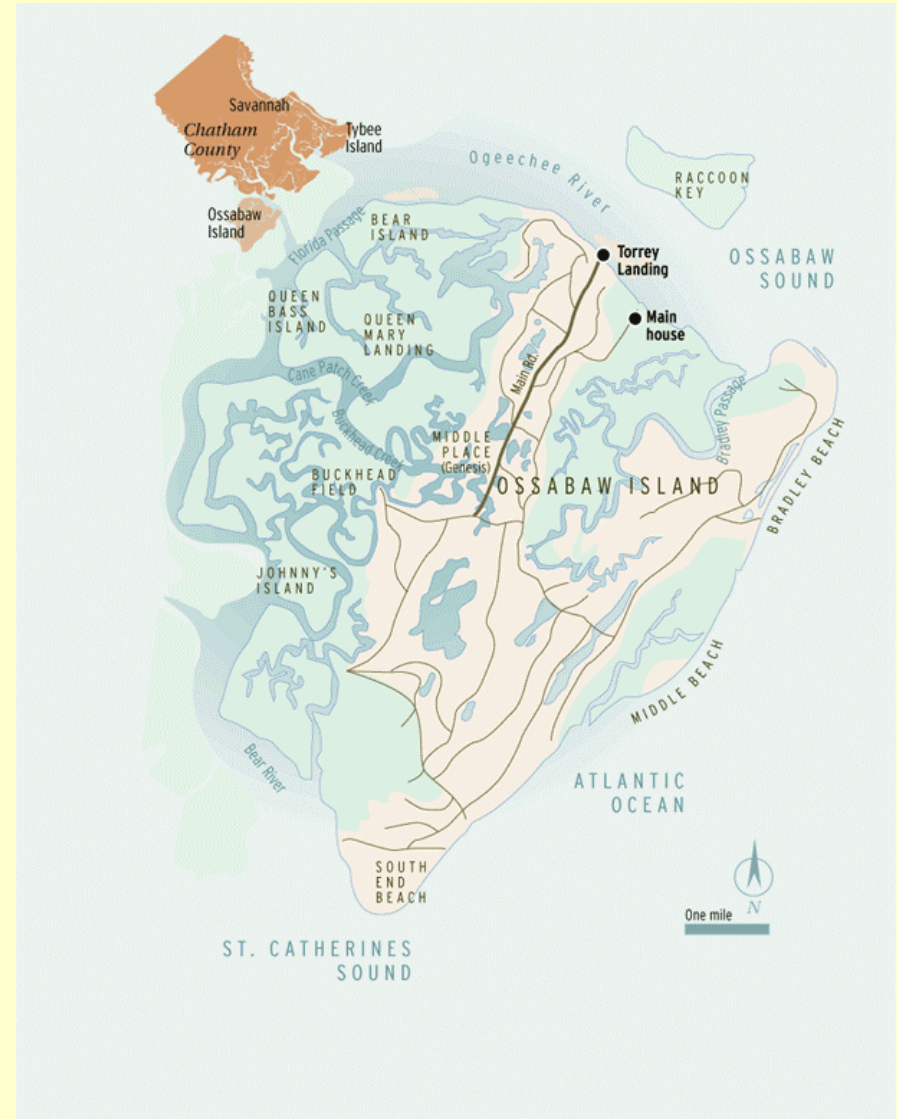 Savannah
Chatham
County
Tybee
Island
Ossabaw
Island
Ogeechee River
RACCOON
KEY
Florida Passage
BEAR
ISLAND
Torrey
Landing
OSSABAW
SOUND
QUEEN
BASS
ISLAND
QUEEN
MARY
LANDING
Main
house
Main Rd.
Cane Patch Creek
Buckhead Creek
Bradley Passage
MIDDLE
PLACE
(Genesis)
BUCKHEAD
FIELD
OSSABAW ISLAND
BRADLEY BEACH
JOHNNY'S
ISLAND
MIDDLE BEACH
Bear River
ATLANTIC
OCEAN
SOUTH
END
BEACH
N
One mile
ST. CATHERINES
SOUND